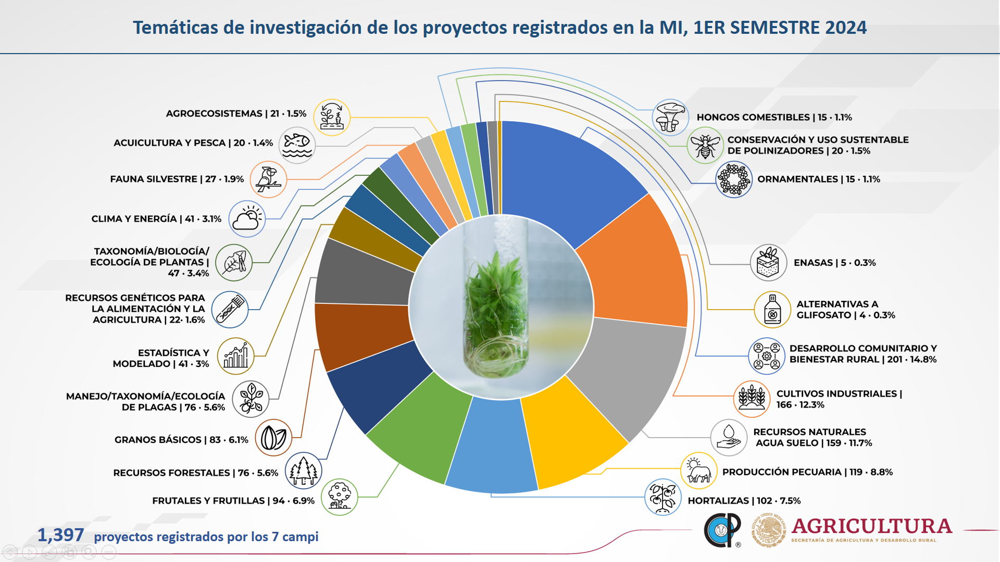 Temáticas de investigación de los proyectos registrados en la MI, 1ER SEMESTRE 2024
AGROECOSISTEMAS | 21 · 1.5%
ACUICULTURA Y PESCA | 20 · 1.4%
FAUNA SILVESTRE | 27 · 1.9%
CLIMA Y ENERGÍA | 41 · 3.1%
TAXONOMÍA/BIOLOGÍA/
ECOLOGÍA DE PLANTAS |
47 · 3.4%
RECURSOS GENÉTICOS PARA
LA ALIMENTACIÓN Y LA
AGRICULTURA | 22· 1.6%
ESTADÍSTICA Y
MODELADO | 41 · 3%
MANEJO/TAXONOMÍA/ECOLOGÍA
DE PLAGAS | 76 · 5.6%
GRANOS BÁSICOS | 83 · 6.1%
RECURSOS FORESTALES | 76 · 5.6%
FRUTALES Y FRUTILLAS | 94 · 6.9%
HONGOS COMESTIBLES | 15 · 1.1%
CONSERVACIÓN Y USO SUSTENTABLE
DE POLINIZADORES | 20 · 1.5%
ORNAMENTALES | 15 · 1.1%
ENASAS | 5 · 0.3%
ALTERNATIVAS A
GLIFOSATO | 4 · 0.3%
DESARROLLO COMUNITARIO Y
BIENESTAR RURAL | 201 · 14.8%
CULTIVOS INDUSTRIALES |
166 · 12.3%
RECURSOS NATURALES
AGUA SUELO | 159 · 11.7%
PRODUCCIÓN PECUARIA | 119 · 8.8%
HORTALIZAS | 102 · 7.5%
1,397 proyectos registrados por los 7 campi
CP ®
ESTADOS UNIDOS MEXICANOS
AGRICULTURA
SECRETARÍA DE AGRICULTURA Y DESARROLLO RURAL